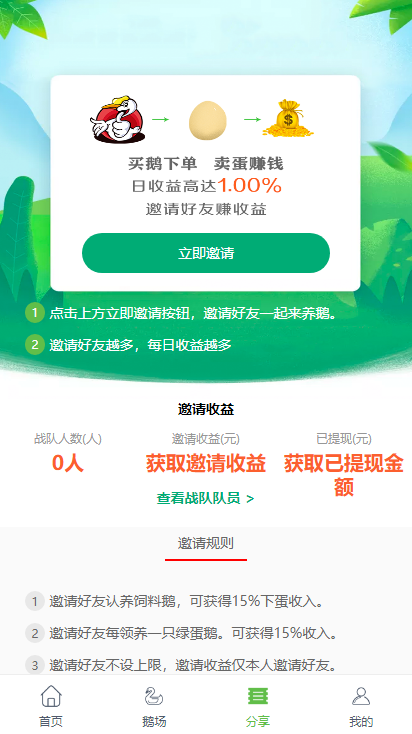 买鹅下单 卖蛋赚钱
日收益高达1.00%
邀请好友赚收益
立即邀请
1 点击上方立即邀请按钮，邀请好友一起来养鹅。
2 邀请好友越多，每日收益越多
邀请收益
战队人数(人) 邀请收益(元) 已提现(元)
0人 获取邀请收益 获取已提现金
额
查看战队队员 >
邀请规则
1 邀请好友认养饲料鹅，可获得15%下蛋收入。
2 邀请好友每领养一只绿蛋鹅。可获得15%收入。
3 邀请好友不设上限，邀请收益仅本人邀请好友。
首页 鹅场 分享 我的